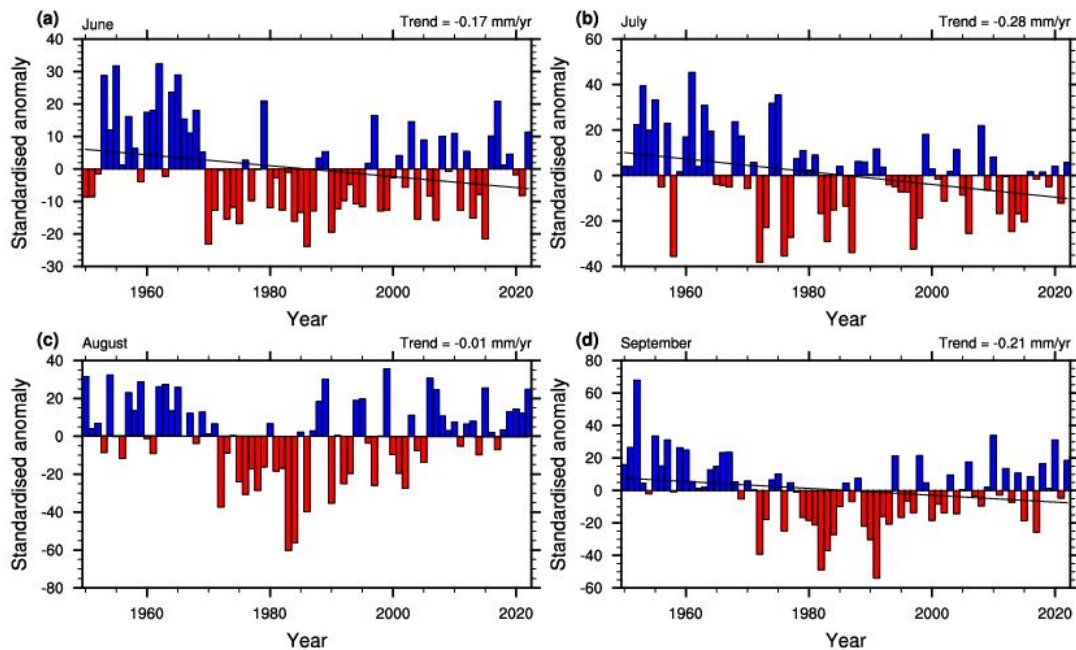 (a) June Trend = -0.17 mm/yr
Standardised anomaly
40
30
20
10
0
-10
-20
-30
1960 1980 2000 2020
Year
(b) July Trend = -0.28 mm/yr
Standardised anomaly
60
40
20
0
-20
-40
1960 1980 2000 2020
Year
(c) August Trend = -0.01 mm/yr
Standardised anomaly
40
20
0
-20
-40
-60
-80
1960 1980 2000 2020
Year
(d) September Trend = -0.21 mm/yr
Standardised anomaly
80
60
40
20
0
-20
-40
-60
1960 1980 2000 2020
Year